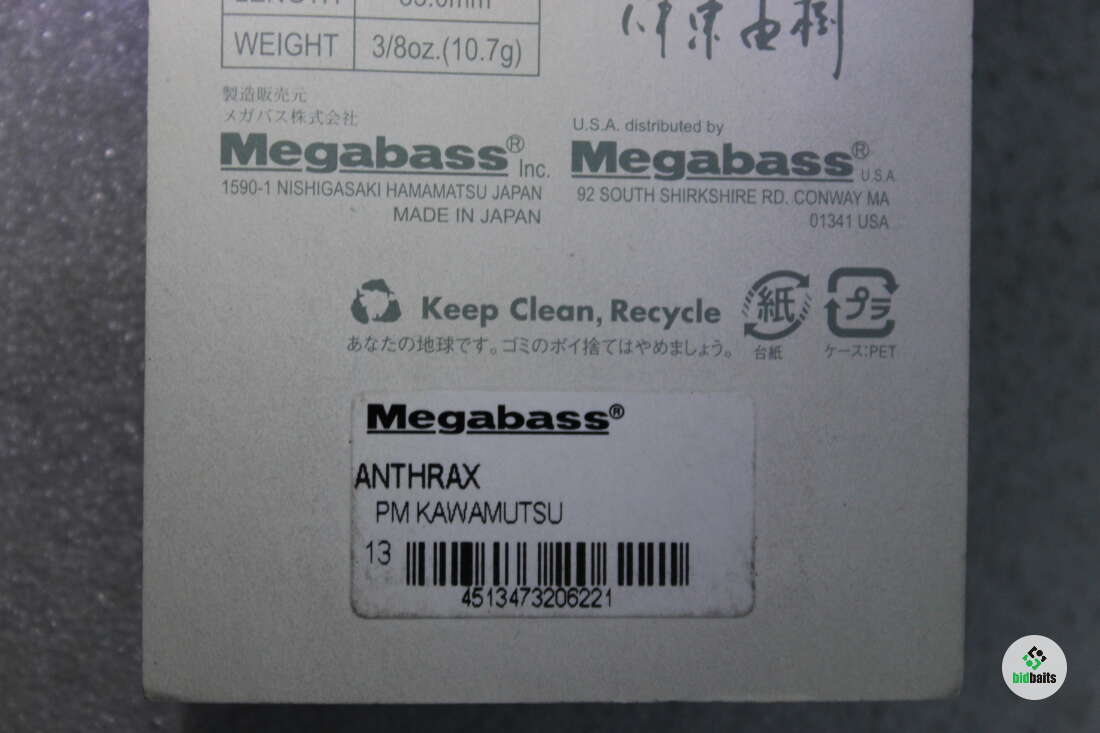 WEIGHT 3/8oz.(10.7g)
伊東由樹
製造販売元
メガバス株式会社
Megabass® Inc.
1590-1 NISHIGASAKI HAMAMATSU JAPAN
MADE IN JAPAN
U.S.A. distributed by
Megabass® U.S.A
92 SOUTH SHIRKSHIRE RD. CONWAY MA
01341 USA
Keep Clean, Recycle
あなたの地球です。ゴミのポイ捨てはやめましょう。
紙
台紙
プラ
ケース:PET
Megabass®
ANTHRAX
PM KAWAMUTSU
13
4513473206221
bidbaits